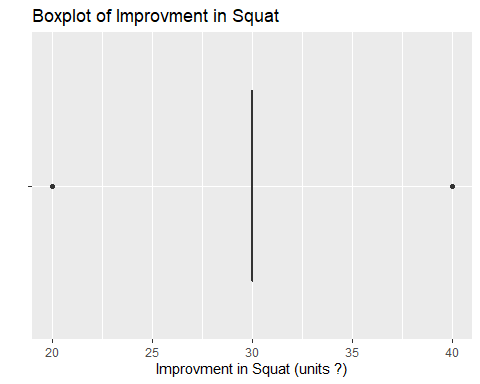 Boxplot of Improvment in Squat
20 25 30 35 40
Improvment in Squat (units ?)